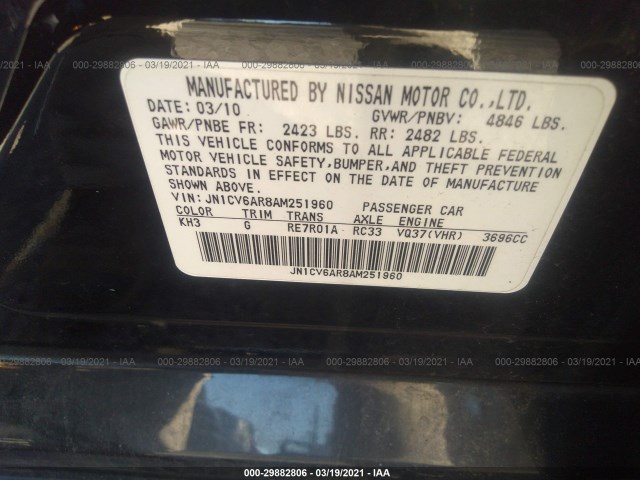 000-29882806 - 03/19/2021 - IAA
MANUFACTURED BY NISSAN MOTOR CO.,LTD.
DATE: 03/10 GVWR/PNBV: 4846 LBS.
GAWR/PNBE FR: 2423 LBS. RR: 2482 LBS.
THIS VEHICLE CONFORMS TO ALL APPLICABLE FEDERAL
MOTOR VEHICLE SAFETY, BUMPER, AND THEFT PREVENTION
STANDARDS IN EFFECT ON THE DATE OF MANUFACTURE
SHOWN ABOVE.
VIN: JN1CV6AR8AM251960 PASSENGER CAR
COLOR TRIM TRANS AXLE ENGINE
KH3 G RE7R01A RC33 VQ37(VHR) 3696CC
JN1CV6AR8AM251960
000-29882806 - 03/19/2021 - IAA
000-29882806 - 03/19/2021 - IAA